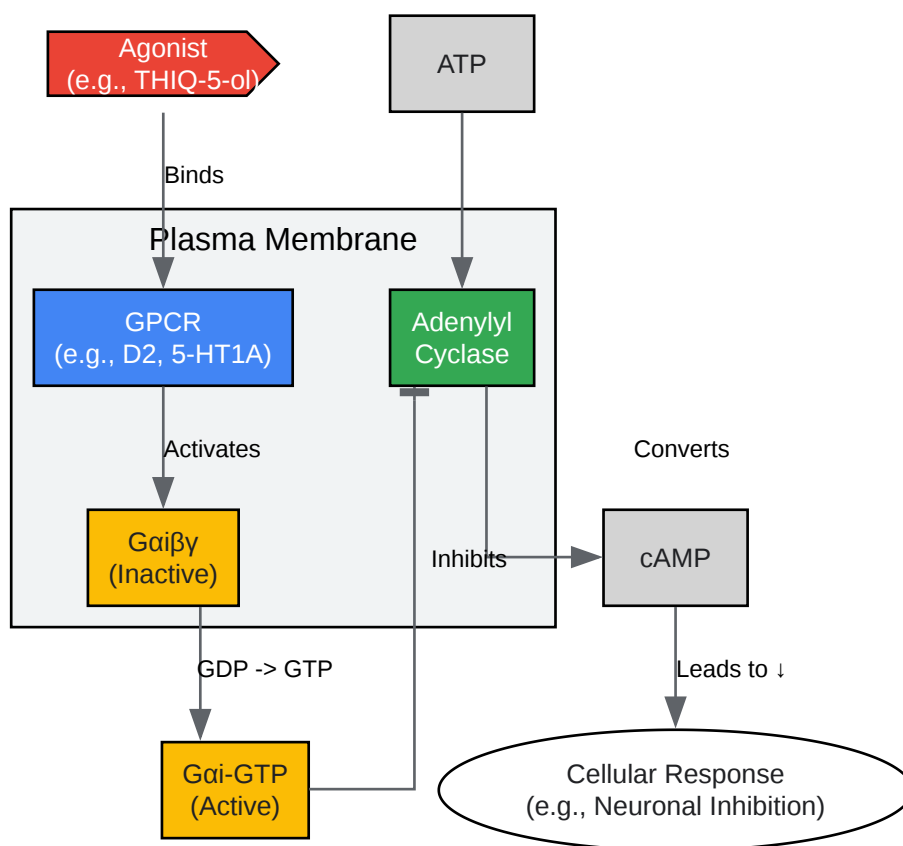 Agonist
(e.g., THIQ-5-ol)
ATP
Binds
Plasma Membrane
GPCR
(e.g., D2, 5-HT1A)
Adenylyl
Cyclase
Activates
Converts
Gαiβγ
(Inactive)
Inhibits
cAMP
GDP -> GTP
Leads to ↓
Gαi-GTP
(Active)
Cellular Response
(e.g., Neuronal Inhibition)